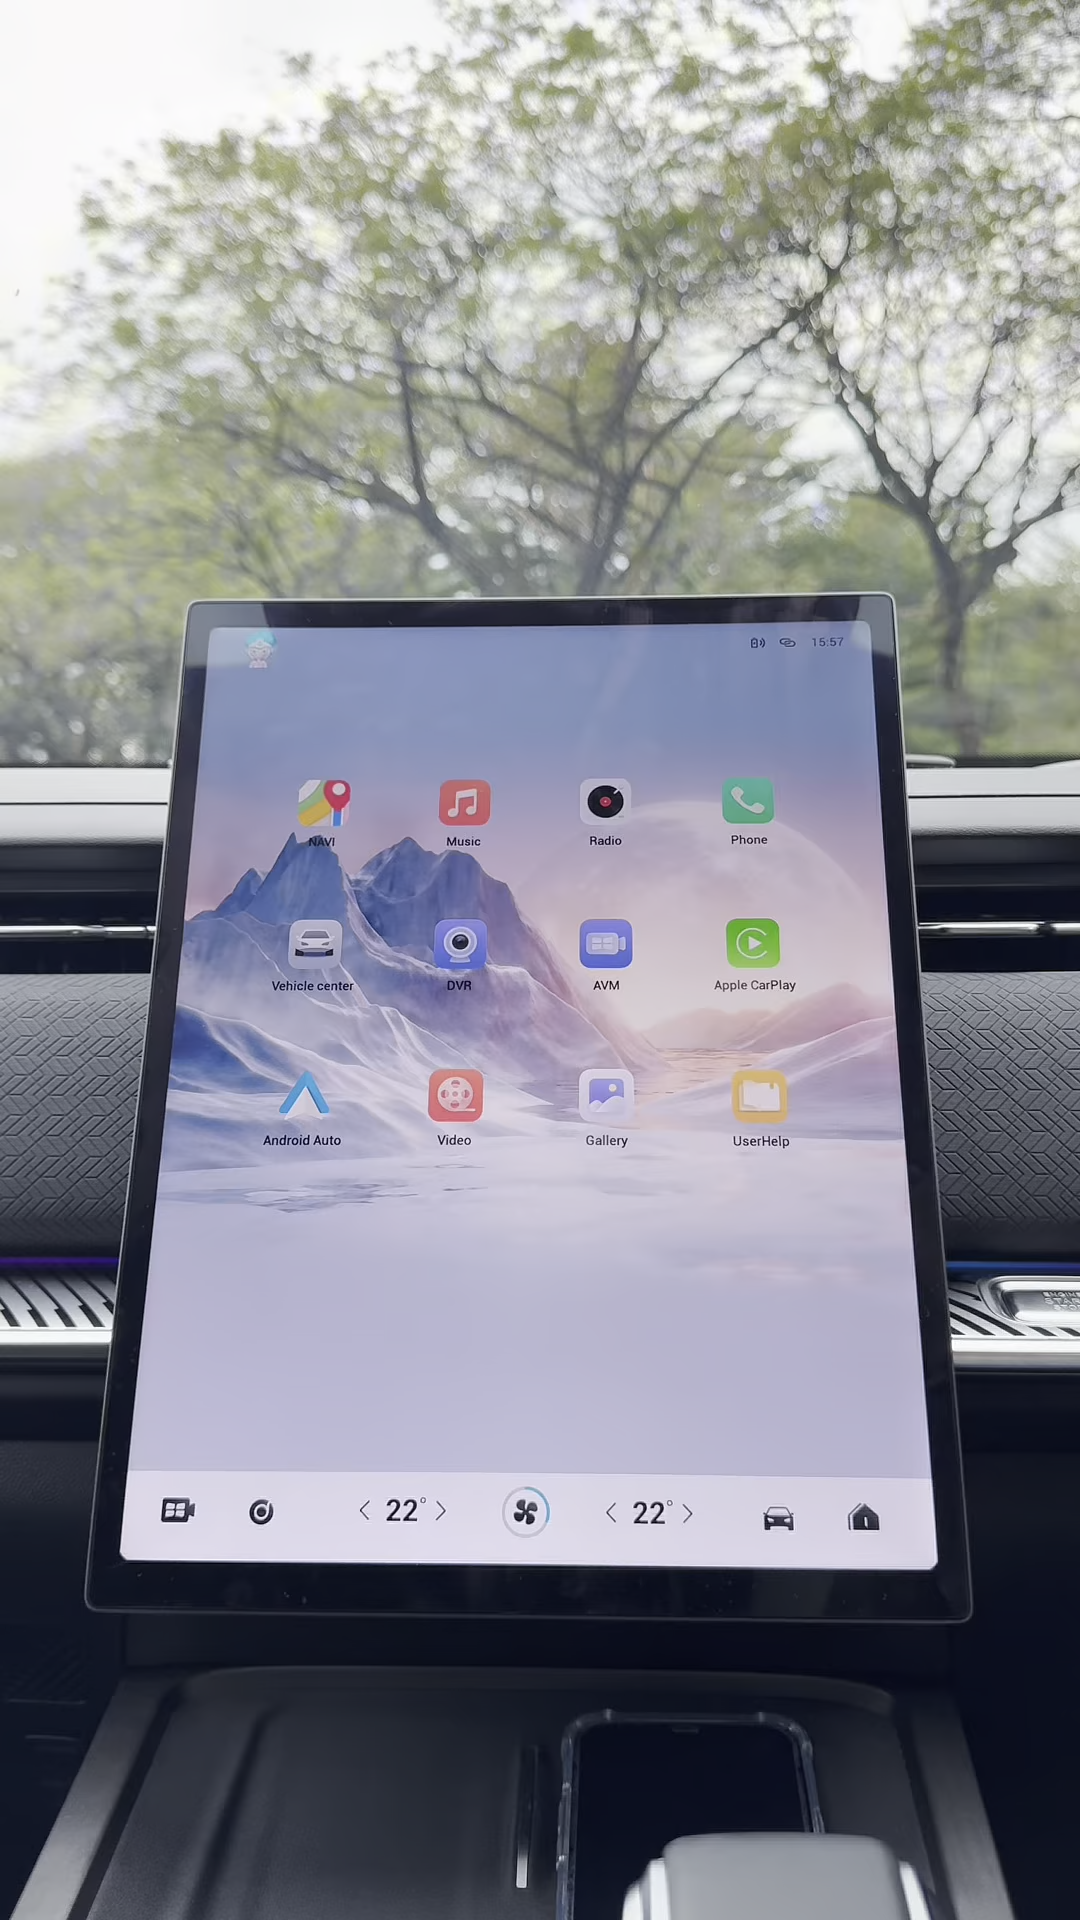 15:57
NAVI Music Radio Phone
Vehicle center DVR AVM Apple CarPlay
Android Auto Video Gallery UserHelp
22° 22°